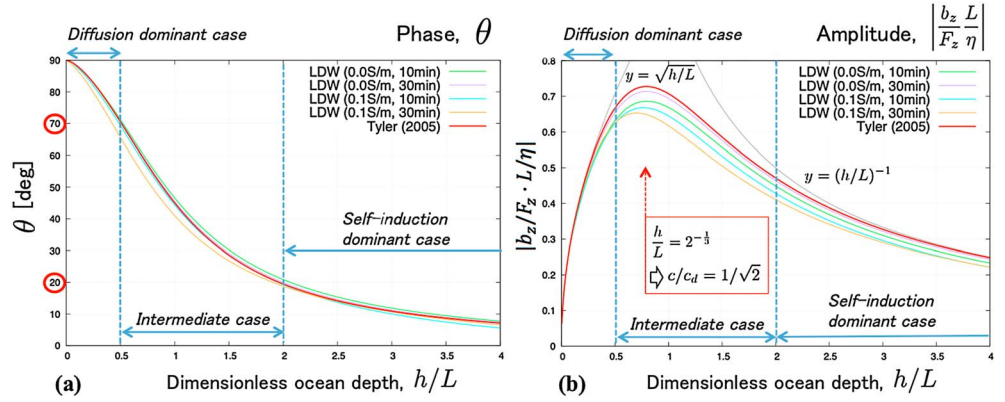 Diffusion dominant case
Phase, θ
90
80
70
60
50
40
30
20
10
0
θ [deg]
LDW (0.0S/m, 10min)
LDW (0.0S/m, 30min)
LDW (0.1S/m, 10min)
LDW (0.1S/m, 30min)
Tyler (2005)
Self-induction
dominant case
Intermediate case
0 0.5 1 1.5 2 2.5 3 3.5 4
(a)
Dimensionless ocean depth, h/L
Diffusion dominant case
Amplitude, |b_z/F_z L/η|
0.8
0.7
0.6
0.5
0.4
0.3
0.2
0.1
0
|b_z/F_z · L/η|
y = √(h/L)
LDW (0.0S/m, 10min)
LDW (0.0S/m, 30min)
LDW (0.1S/m, 10min)
LDW (0.1S/m, 30min)
Tyler (2005)
y = (h/L)⁻¹
h/L = 2^(-1/3)
⇨ c/c_d = 1/√2
Self-induction
dominant case
Intermediate case
0 0.5 1 1.5 2 2.5 3 3.5 4
(b)
Dimensionless ocean depth, h/L